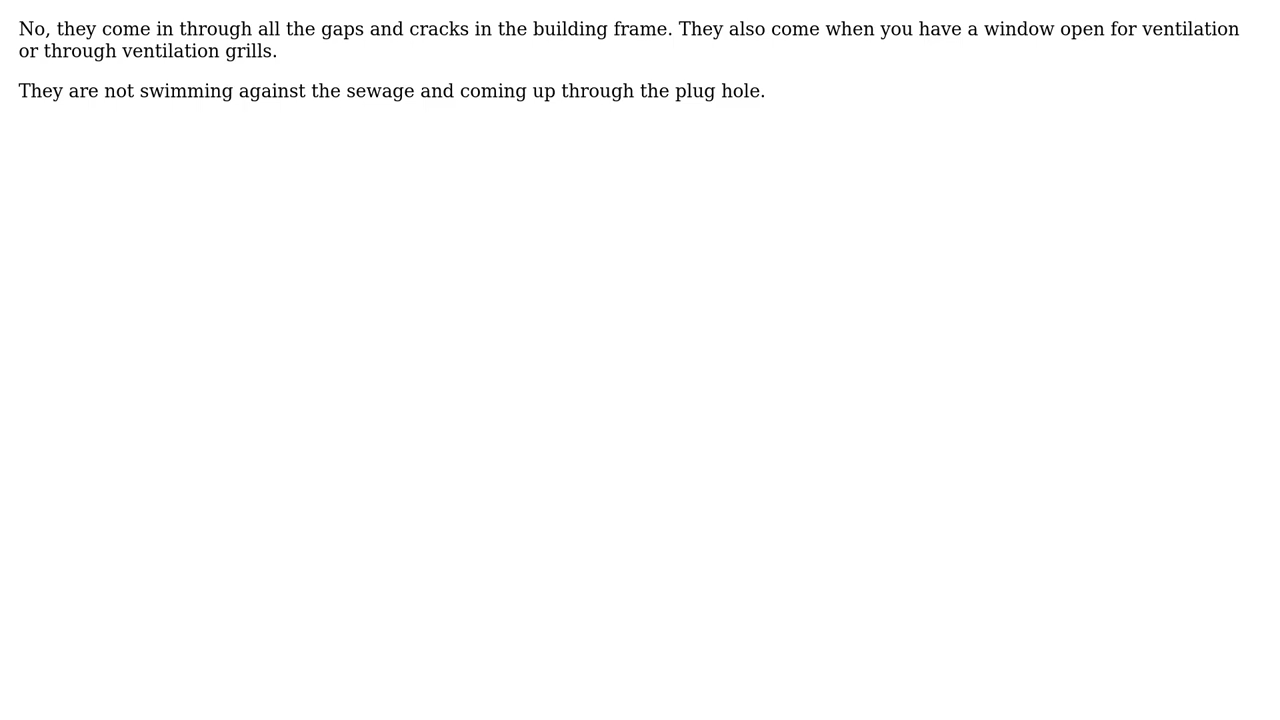 No, they come in through all the gaps and cracks in the building frame. They also come when you have a window open for ventilation
or through ventilation grills.
They are not swimming against the sewage and coming up through the plug hole.